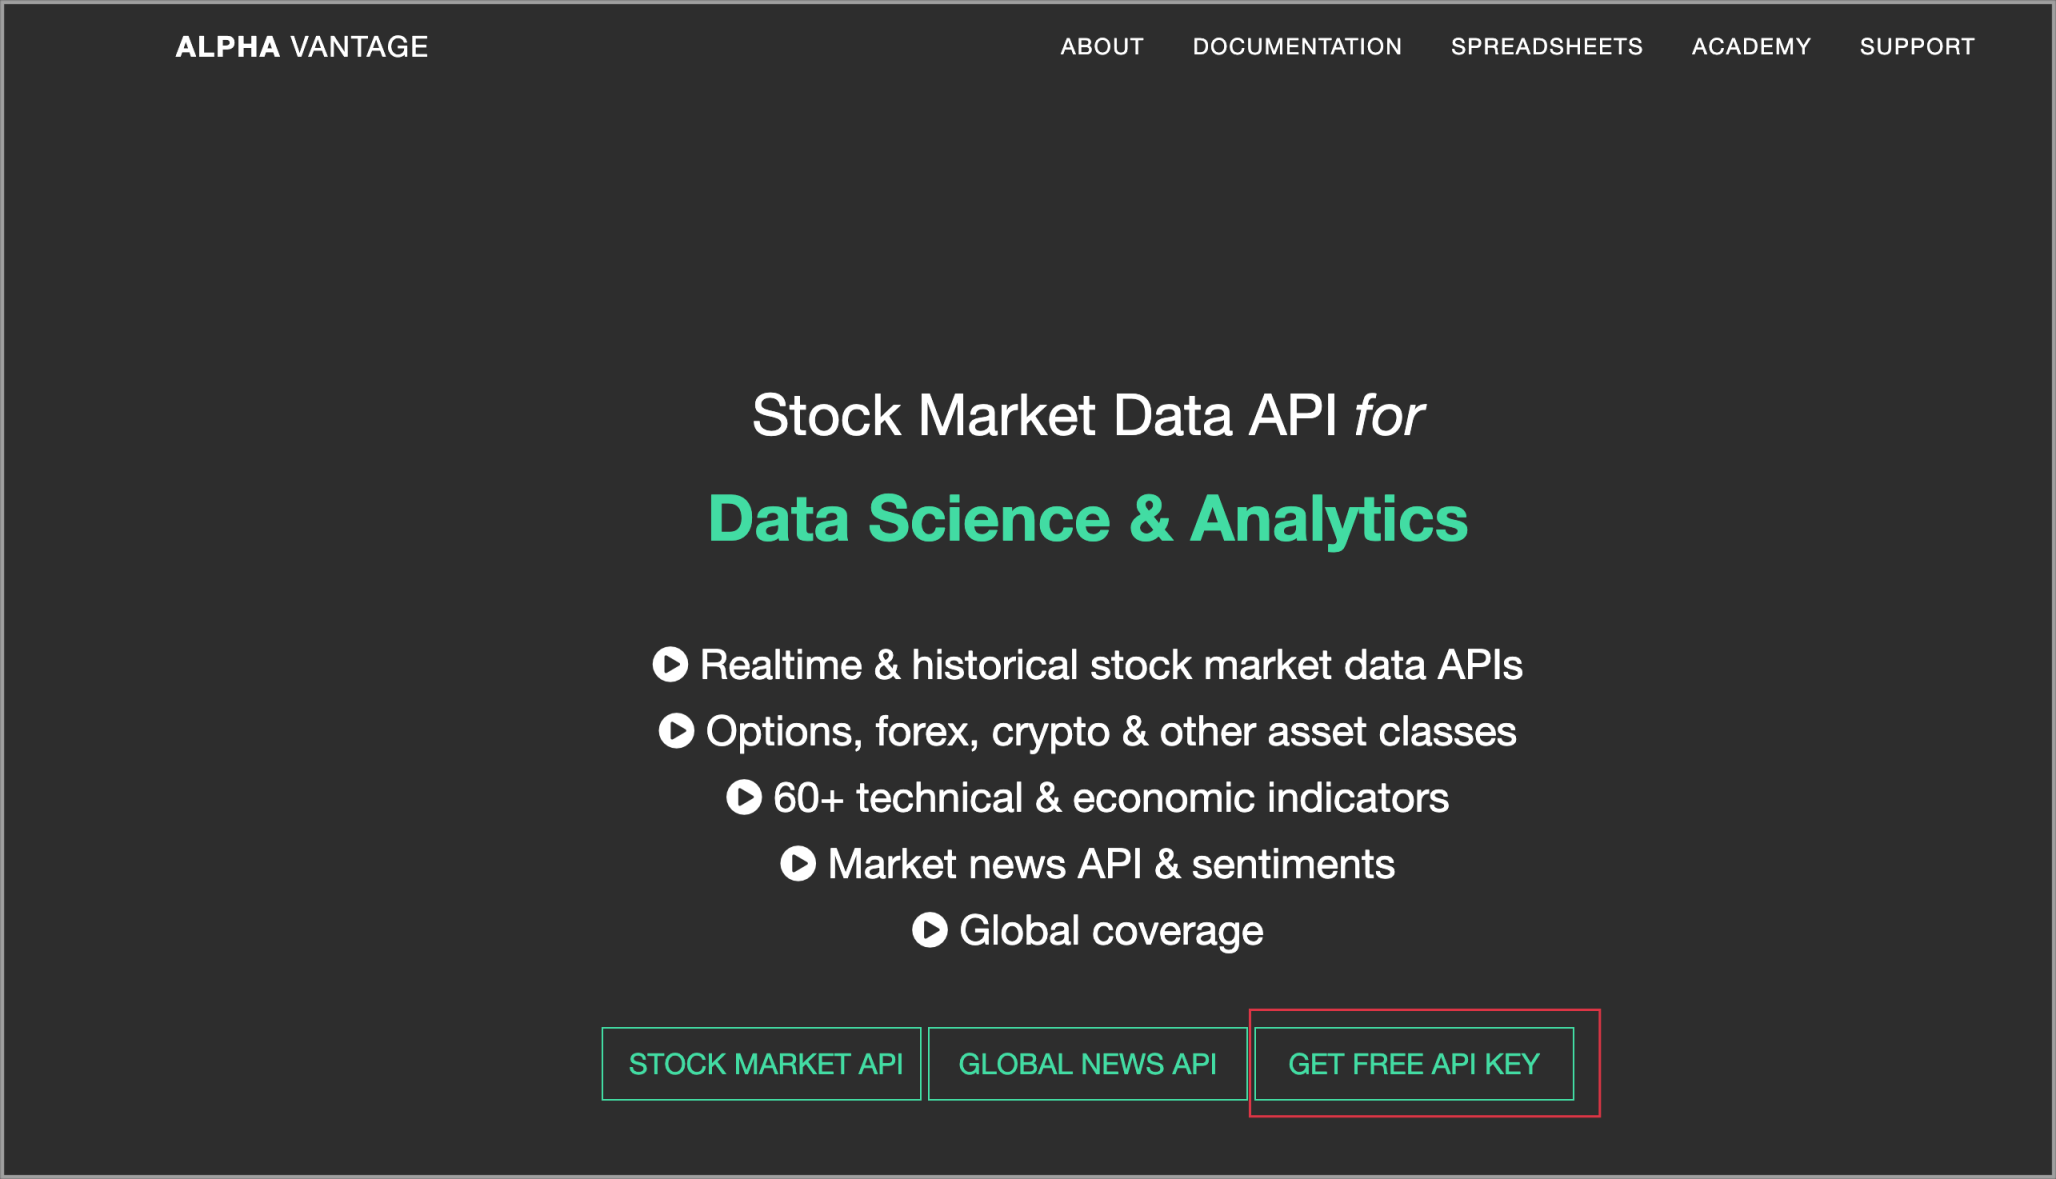 ALPHA VANTAGE
ABOUT DOCUMENTATION SPREADSHEETS ACADEMY SUPPORT
Stock Market Data API for
Data Science & Analytics
Realtime & historical stock market data APIs
Options, forex, crypto & other asset classes
60+ technical & economic indicators
Market news API & sentiments
Global coverage
STOCK MARKET API
GLOBAL NEWS API
GET FREE API KEY